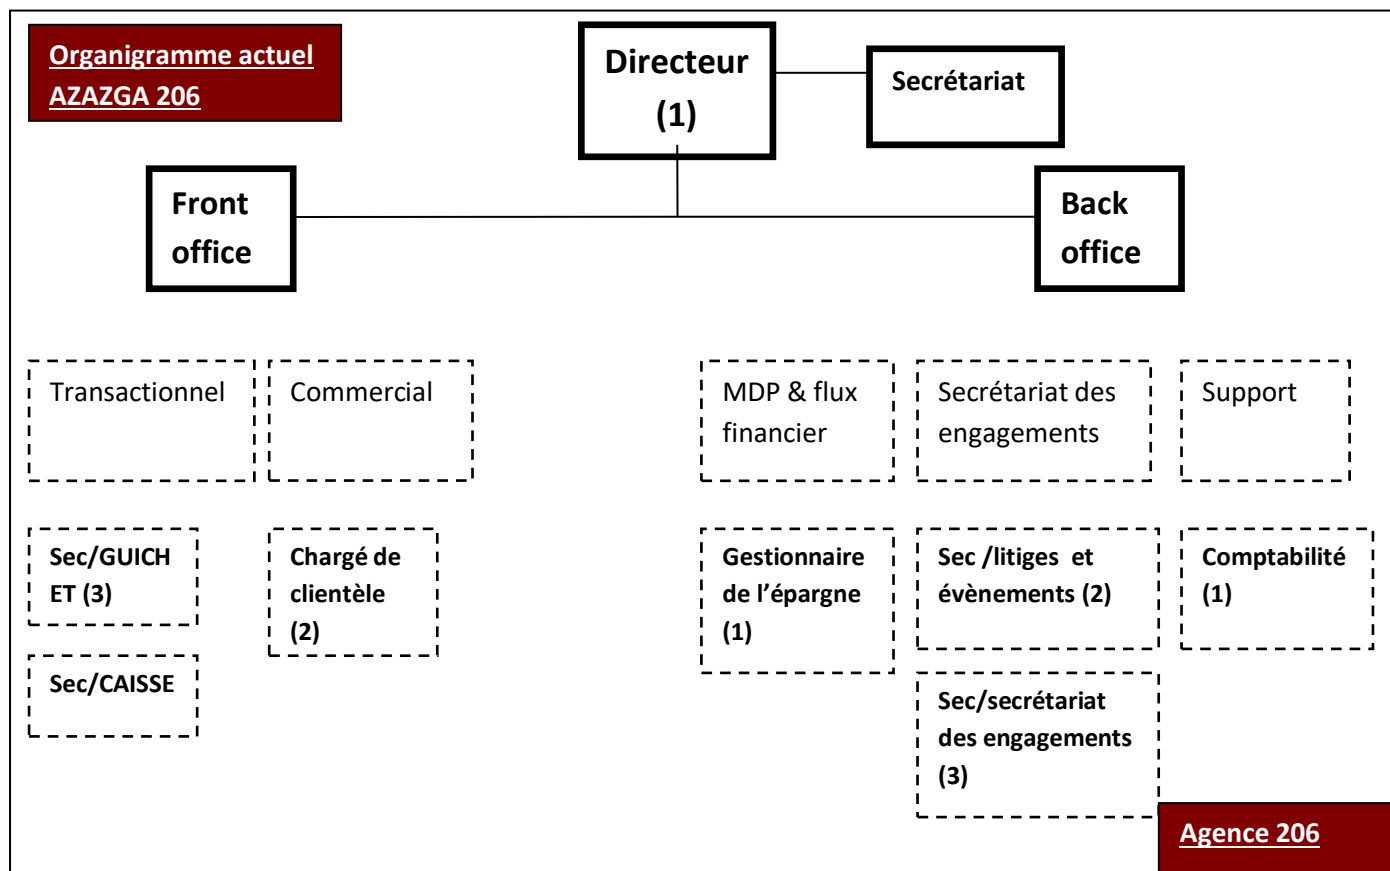 Organigramme actuel
AZAZGA 206
Directeur
(1)
Secrétariat
Front
office
Back
office
Transactionnel
Commercial
MDP & flux
financier
Secrétariat des
engagements
Support
Sec/GUICH
ET (3)
Chargé de
clientèle
(2)
Gestionnaire
de l’épargne
(1)
Sec /litiges  et
évènements (2)
Comptabilité
(1)
Sec/CAISSE
Sec/secrétariat
des engagements
(3)
Agence 206